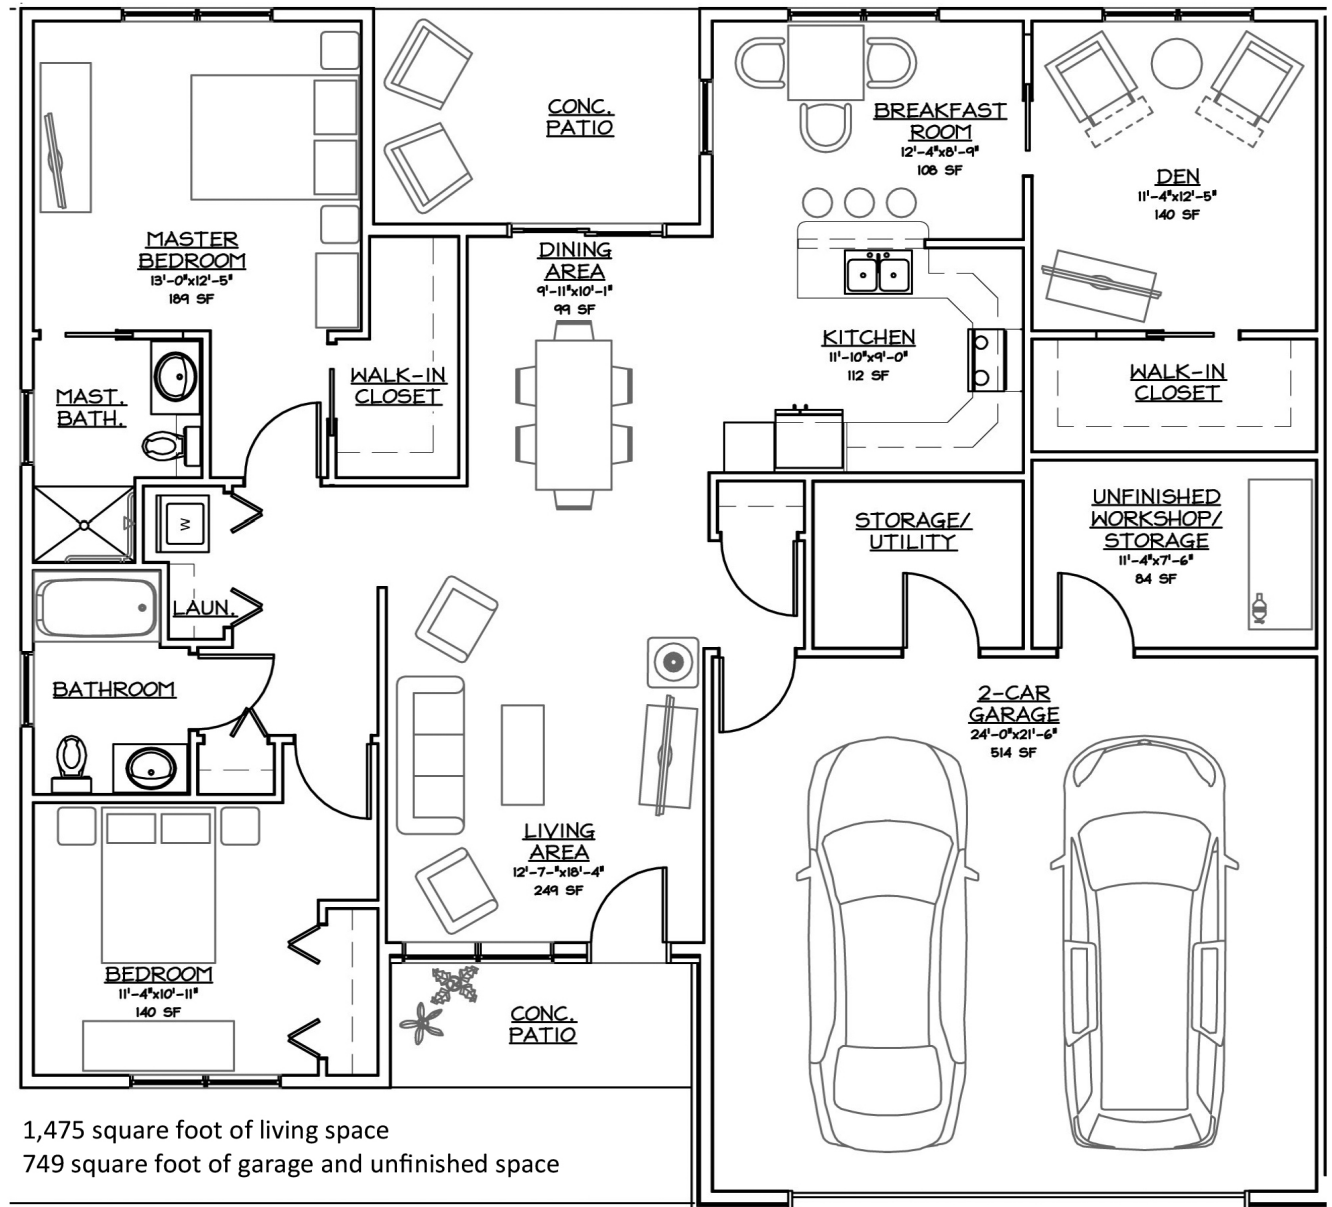 CONC.
PATIO
BREAKFAST
ROOM
12'-4"x8'-9"
108 SF
DEN
11'-4"x12'-5"
140 SF
MASTER
BEDROOM
13'-0"x12'-5"
189 SF
DINING
AREA
9'-11"x10'-1"
99 SF
KITCHEN
11'-10"x9'-0"
112 SF
WALK-IN
CLOSET
WALK-IN
CLOSET
MAST.
BATH.
W
LAUN.
STORAGE/
UTILITY
UNFINISHED
WORKSHOP/
STORAGE
11'-4"x7'-6"
84 SF
BATHROOM
2-CAR
GARAGE
24'-0"x21'-6"
514 SF
LIVING
AREA
12'-7-"x18'-4"
249 SF
BEDROOM
11'-4"x10'-11"
140 SF
CONC.
PATIO
1,475 square foot of living space
749 square foot of garage and unfinished space